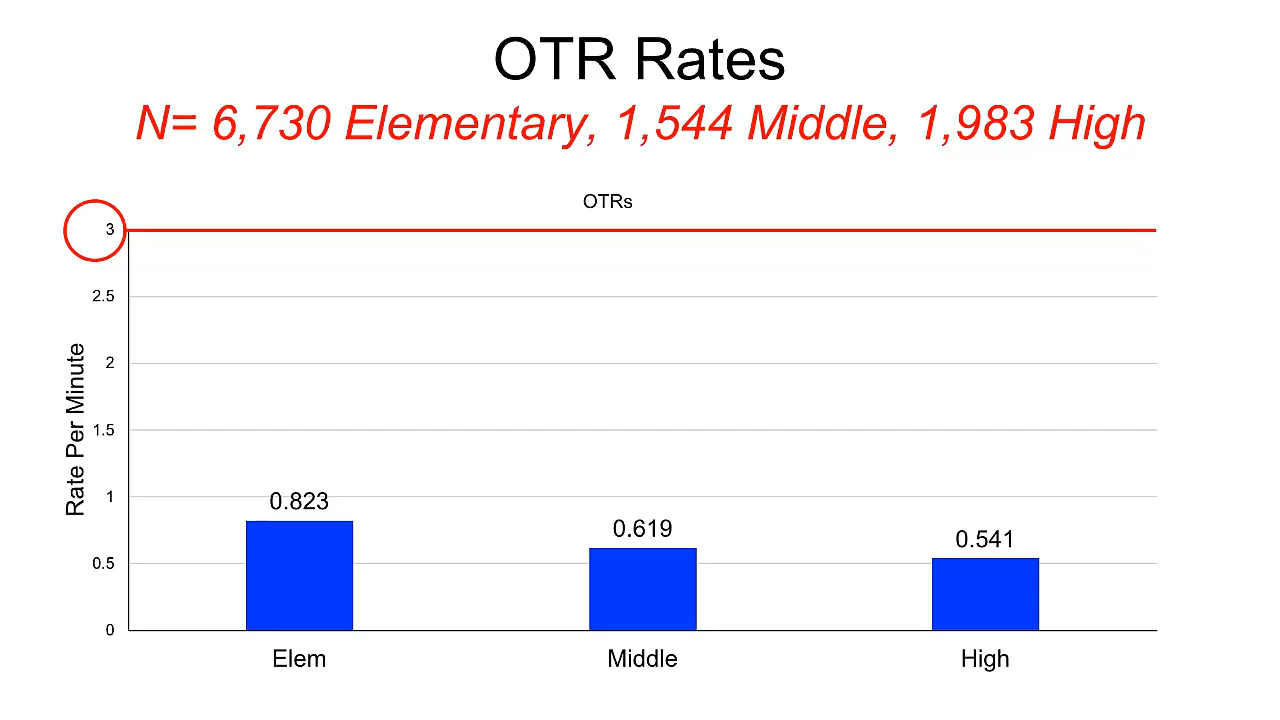 OTR Rates
N= 6,730 Elementary, 1,544 Middle, 1,983 High
OTRs
3
2.5
2
1.5
1
0.5
0
Rate Per Minute
0.823
0.619
0.541
Elem
Middle
High